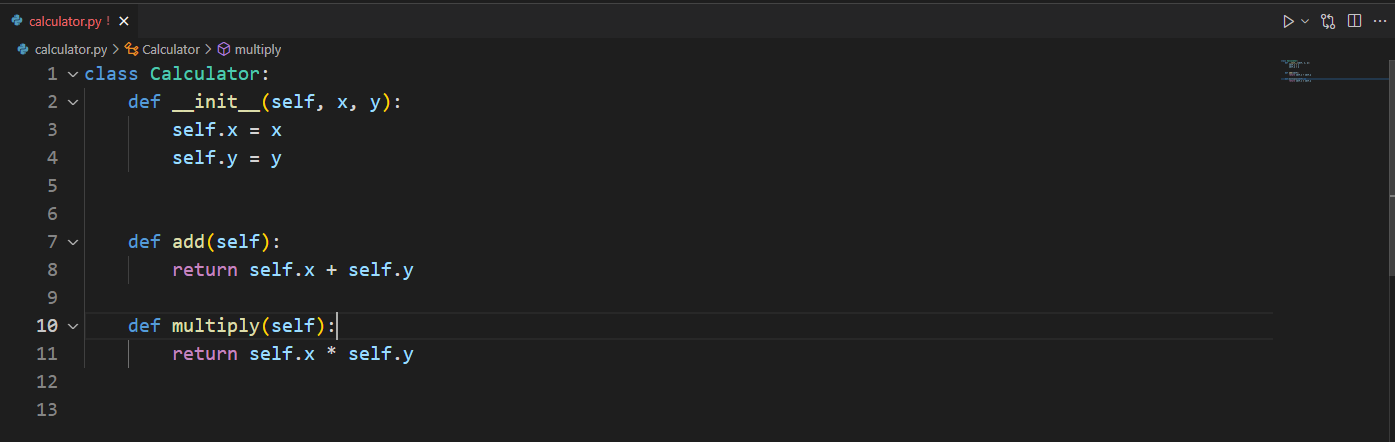 calculator.py !
calculator.py > Calculator > multiply
1 class Calculator:
2     def __init__(self, x, y):
3         self.x = x
4         self.y = y
5
6
7     def add(self):
8         return self.x + self.y
9
10     def multiply(self):
11         return self.x * self.y
12
13